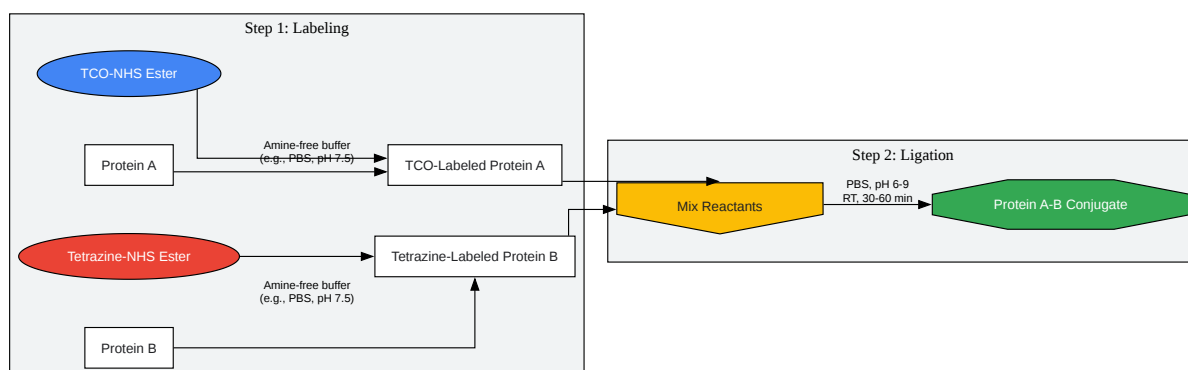 Step 1: Labeling
TCO-NHS Ester
Amine-free buffer
(e.g., PBS, pH 7.5)
Protein A
TCO-Labeled Protein A
Tetrazine-NHS Ester
Tetrazine-Labeled Protein B
Amine-free buffer
(e.g., PBS, pH 7.5)
Protein B
Step 2: Ligation
Mix Reactants
PBS, pH 6-9
RT, 30-60 min
Protein A-B Conjugate